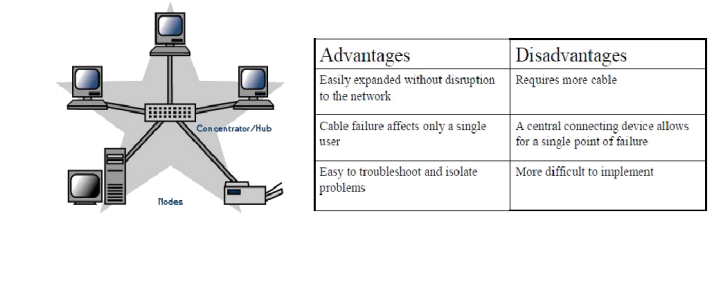 Concentrator/Hub
Nodes
Advantages
Disadvantages
Easily expanded without disruption
to the network
Requires more cable
Cable failure affects only a single
user
A central connecting device allows
for a single point of failure
Easy to troubleshoot and isolate
problems
More difficult to implement